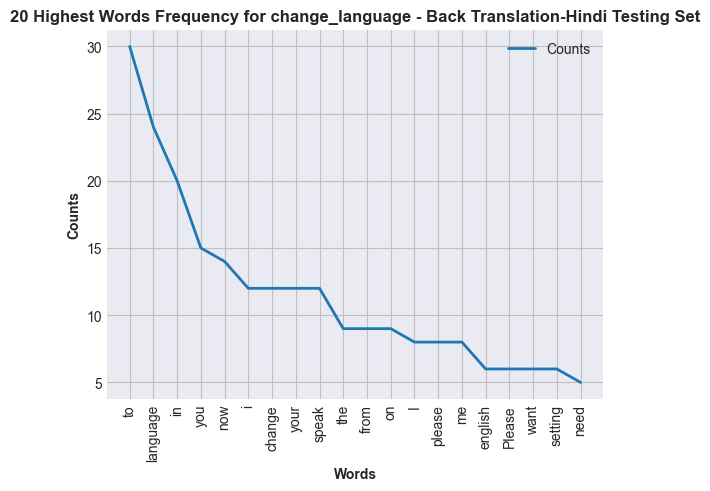 20 Highest Words Frequency for change_language - Back Translation-Hindi Testing Set
Counts
30
25
20
15
10
5
Counts
to
language
in
you
now
i
change
your
speak
the
from
on
I
please
me
english
Please
want
setting
need
Words